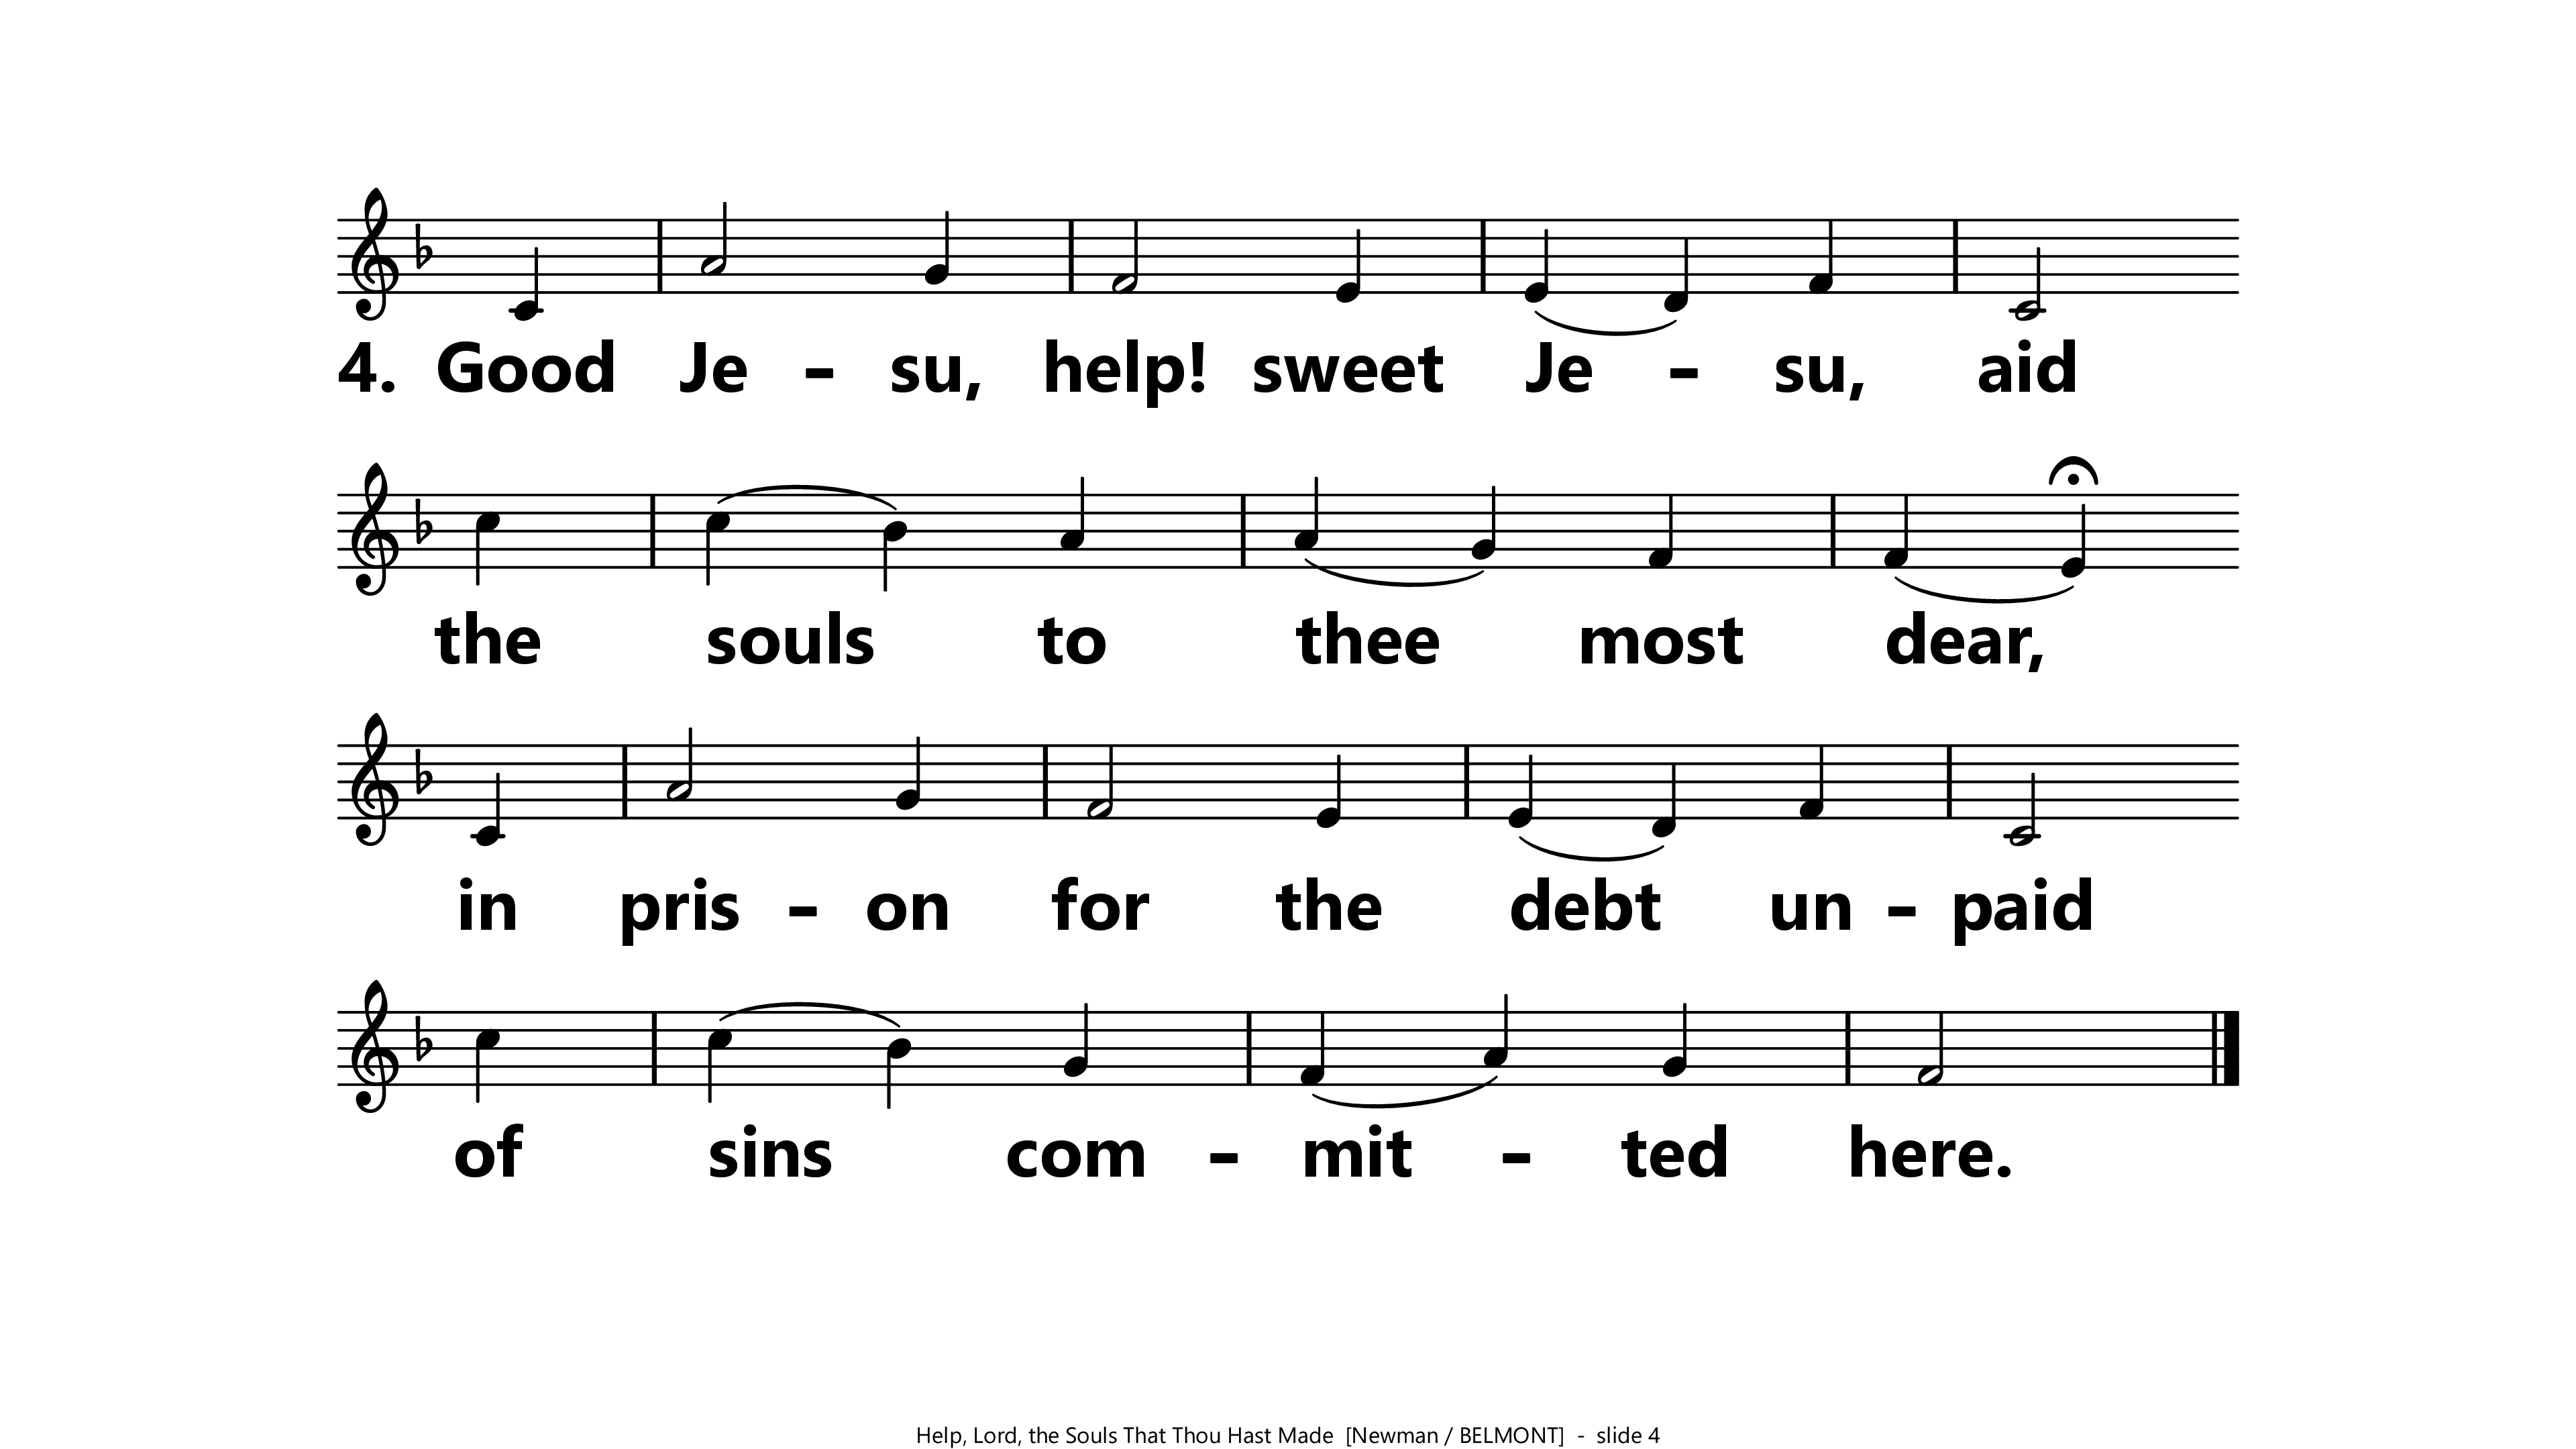 4. Good Je - su, help! sweet Je - su, aid
the souls to thee most dear,
in pris - on for the debt un - paid
of sins com - mit - ted here.
Help, Lord, the Souls That Thou Hast Made [Newman / BELMONT] - slide 4